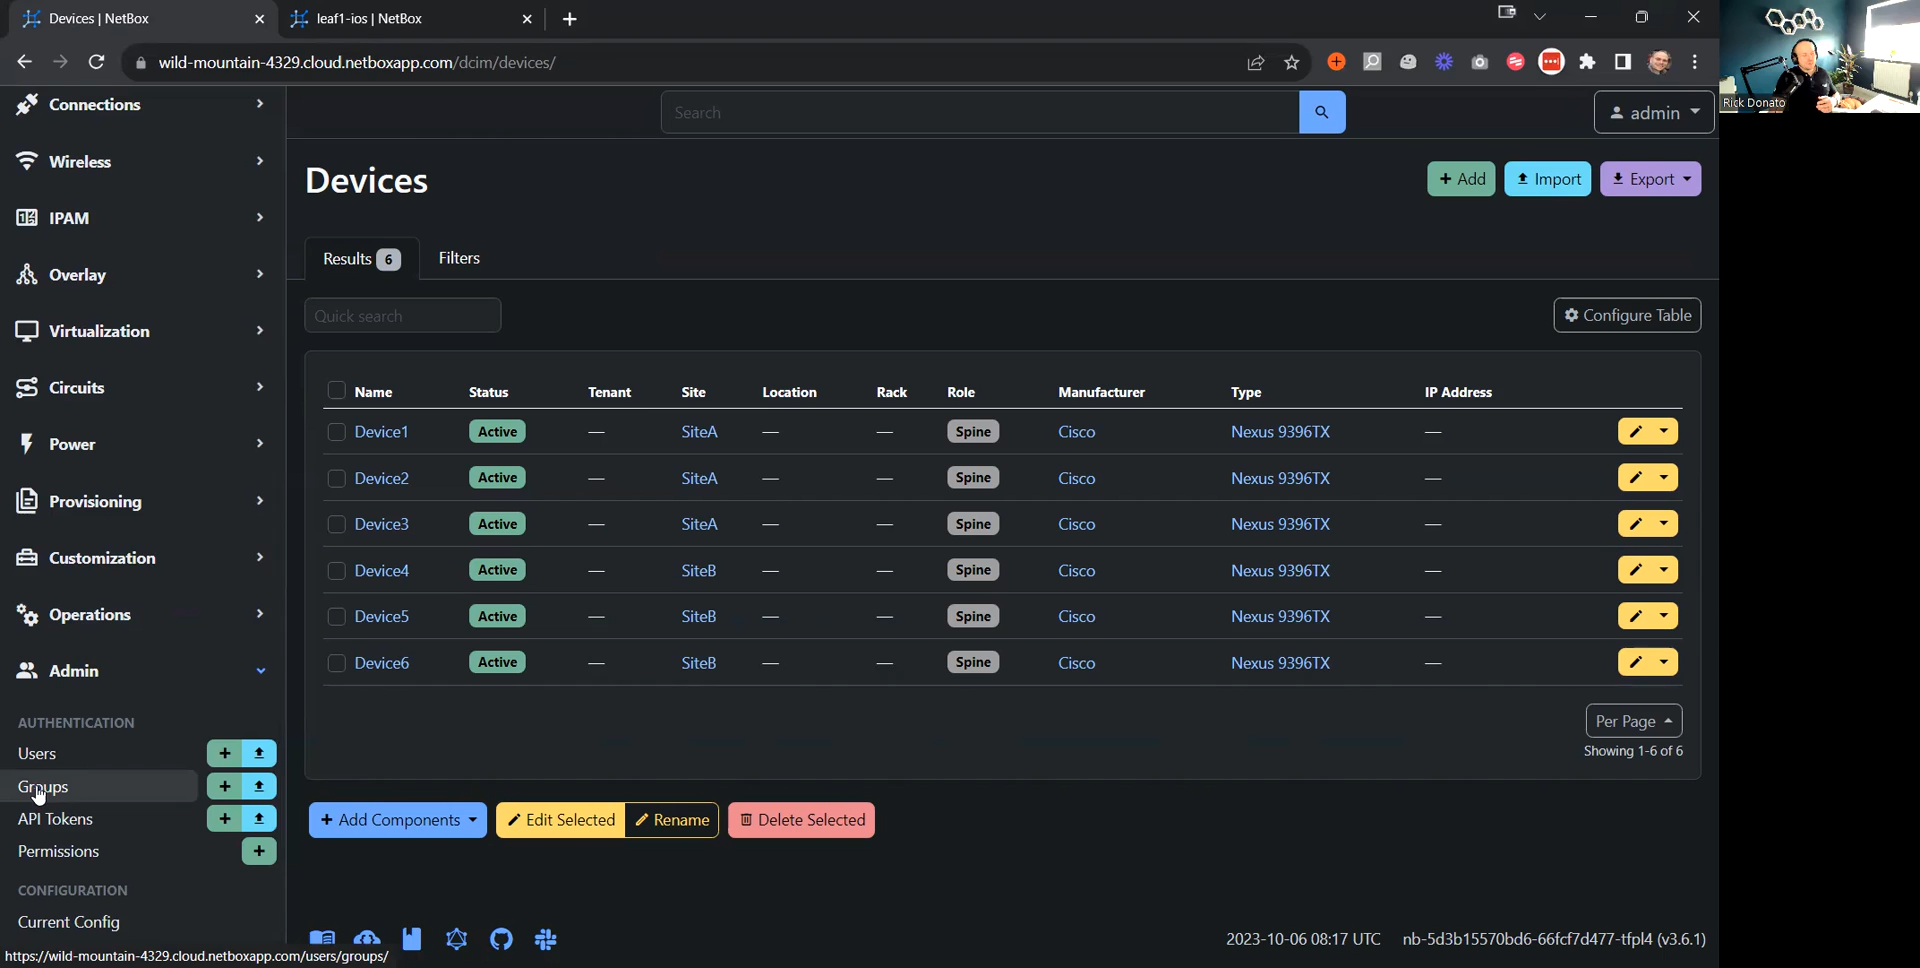 Devices | NetBox
leaf1-ios | NetBox
wild-mountain-4329.cloud.netboxapp.com/dcim/devices/
Rick Donato
Connections
Wireless
IPAM
Overlay
Virtualization
Circuits
Power
Provisioning
Customization
Operations
Admin
AUTHENTICATION
Users
Groups
API Tokens
Permissions
CONFIGURATION
Current Config
https://wild-mountain-4329.cloud.netboxapp.com/users/groups/
Search
admin
Devices
+ Add Import Export
Results 6 Filters
Quick search
Configure Table
Name Status Tenant Site Location Rack Role Manufacturer Type IP Address
Device1 Active — SiteA — — Spine Cisco Nexus 9396TX —
Device2 Active — SiteA — — Spine Cisco Nexus 9396TX —
Device3 Active — SiteA — — Spine Cisco Nexus 9396TX —
Device4 Active — SiteB — — Spine Cisco Nexus 9396TX —
Device5 Active — SiteB — — Spine Cisco Nexus 9396TX —
Device6 Active — SiteB — — Spine Cisco Nexus 9396TX —
Per Page
Showing 1-6 of 6
+ Add Components Edit Selected Rename Delete Selected
2023-10-06 08:17 UTC nb-5d3b15570bd6-66fcf7d477-tfpl4 (v3.6.1)